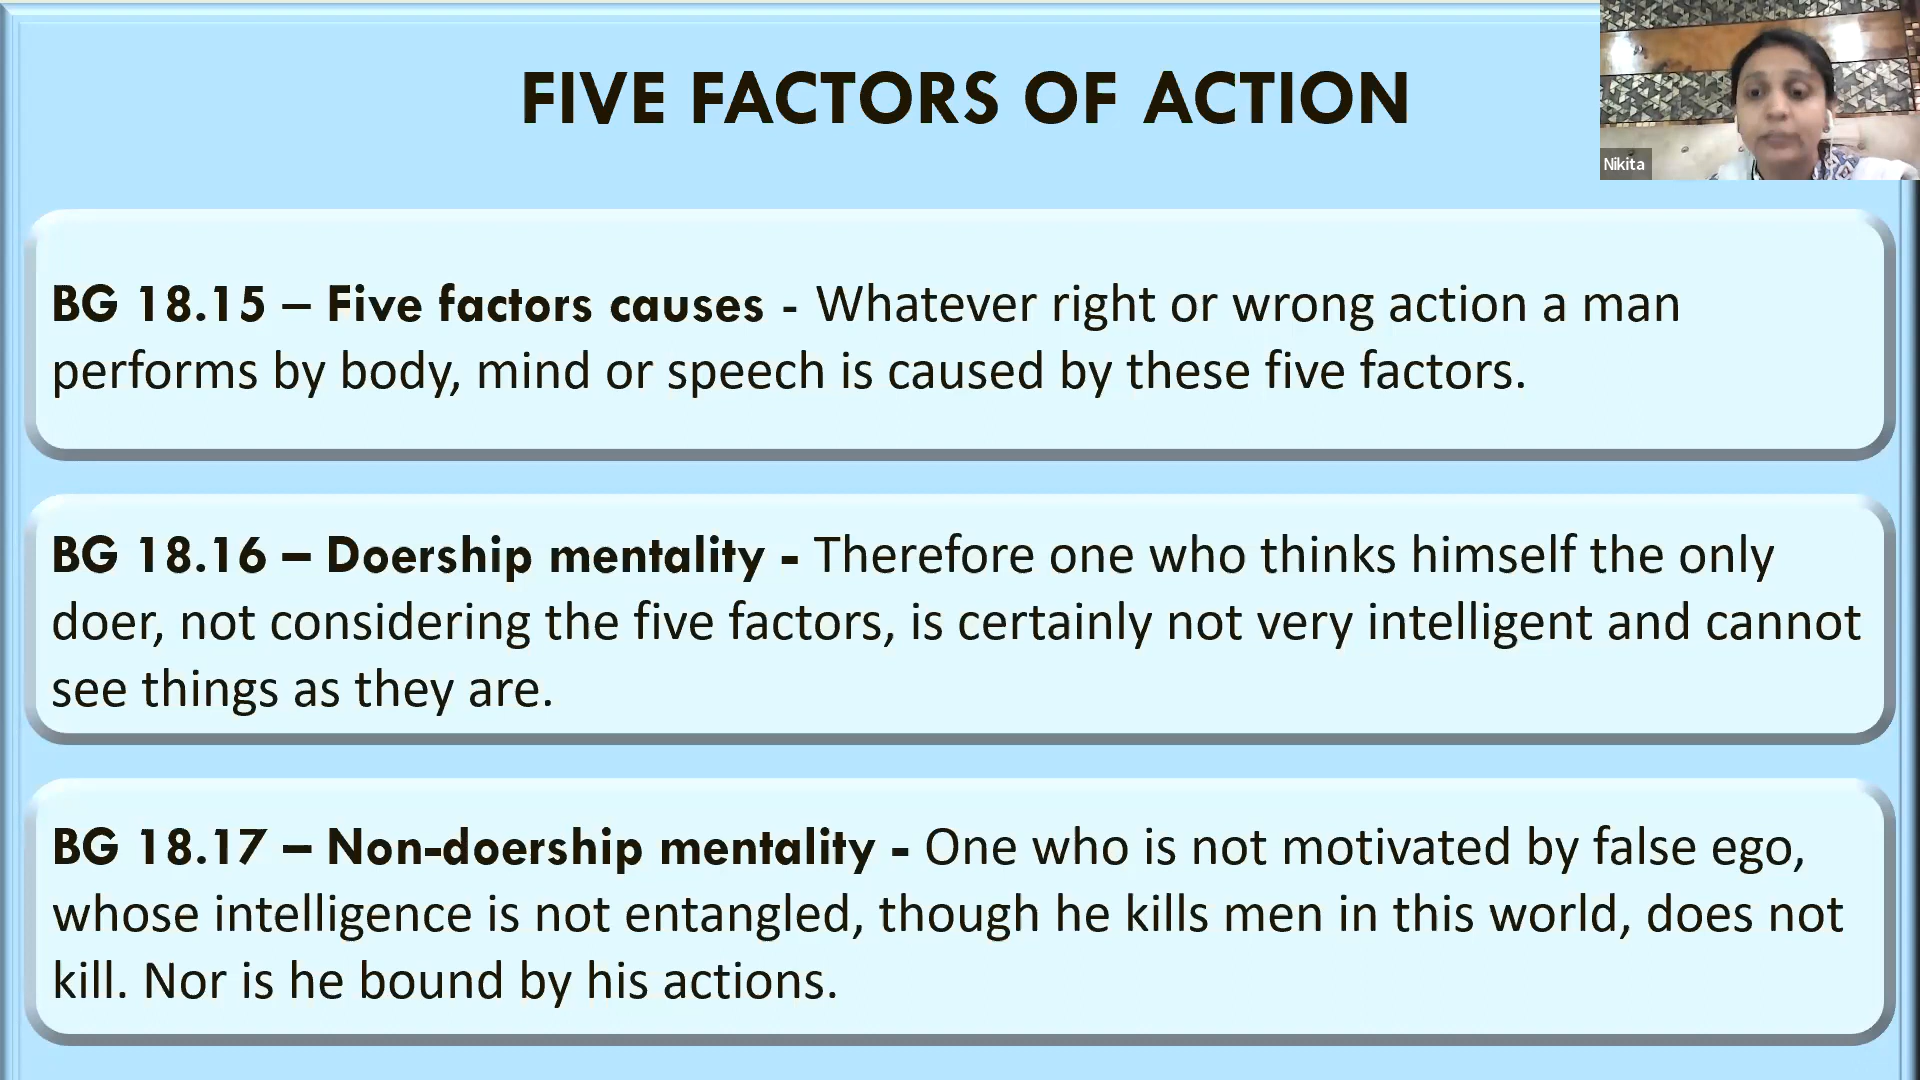 FIVE FACTORS OF ACTION
Nikita
BG 18.15 – Five factors causes - Whatever right or wrong action a man
performs by body, mind or speech is caused by these five factors.
BG 18.16 – Doership mentality - Therefore one who thinks himself the only
doer, not considering the five factors, is certainly not very intelligent and cannot
see things as they are.
BG 18.17 – Non-doership mentality - One who is not motivated by false ego,
whose intelligence is not entangled, though he kills men in this world, does not
kill. Nor is he bound by his actions.